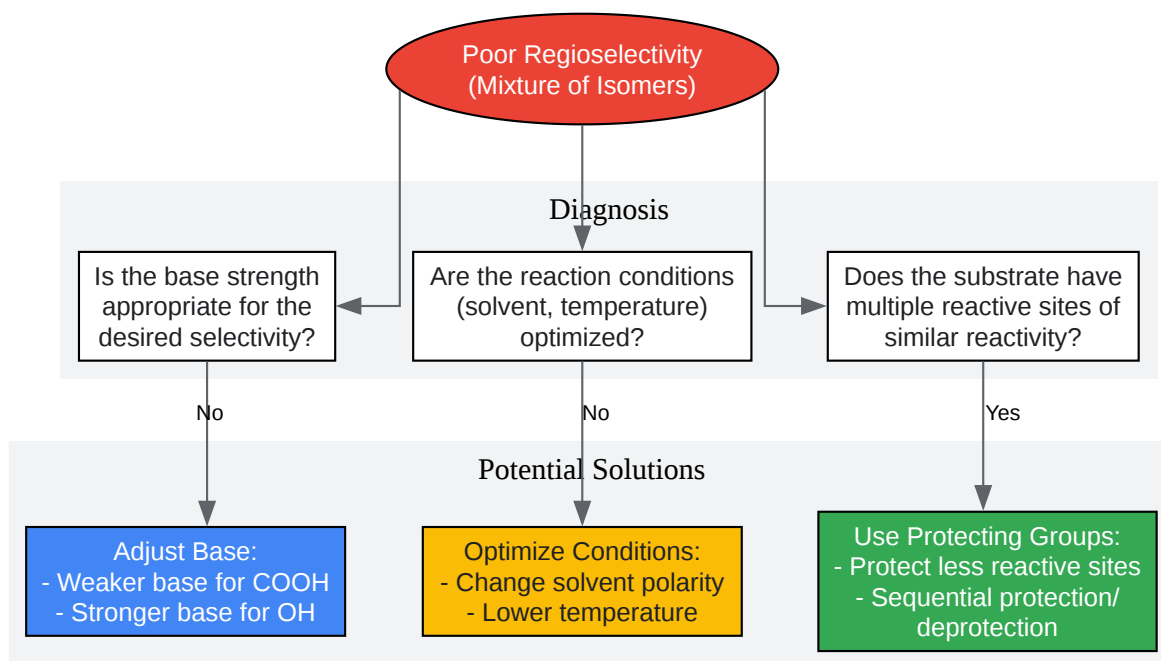 Poor Regioselectivity
(Mixture of Isomers)
Diagnosis
Is the base strength
appropriate for the
desired selectivity?
Are the reaction conditions
(solvent, temperature)
optimized?
Does the substrate have
multiple reactive sites of
similar reactivity?
No
No
Yes
Potential Solutions
Adjust Base:
- Weaker base for COOH
- Stronger base for OH
Optimize Conditions:
- Change solvent polarity
- Lower temperature
Use Protecting Groups:
- Protect less reactive sites
- Sequential protection/
deprotection